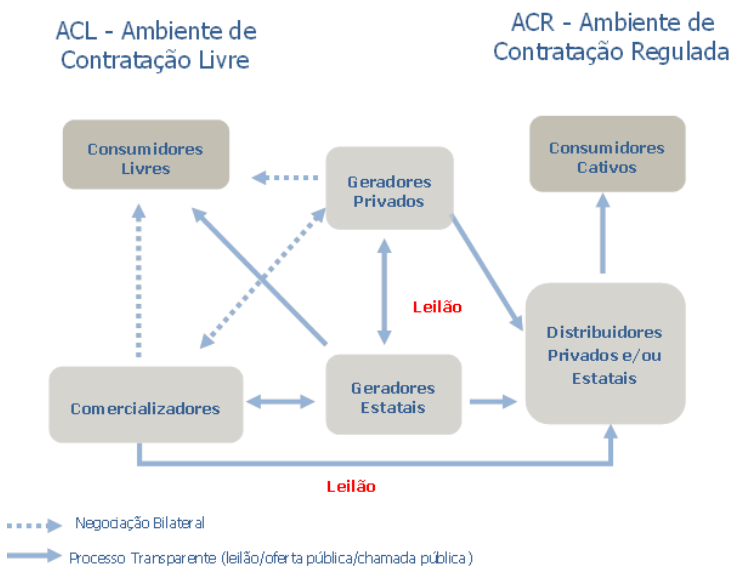 ACL - Ambiente de
Contratação Livre
ACR - Ambiente de
Contratação Regulada
Consumidores
Livres
Geradores
Privados
Consumidores
Cativos
Leilão
Distribuidores
Privados e/ou
Estatais
Comercializadores
Geradores
Estatais
Leilão
Negociação Bilateral
Processo Transparente (leilão/oferta pública/chamada pública)